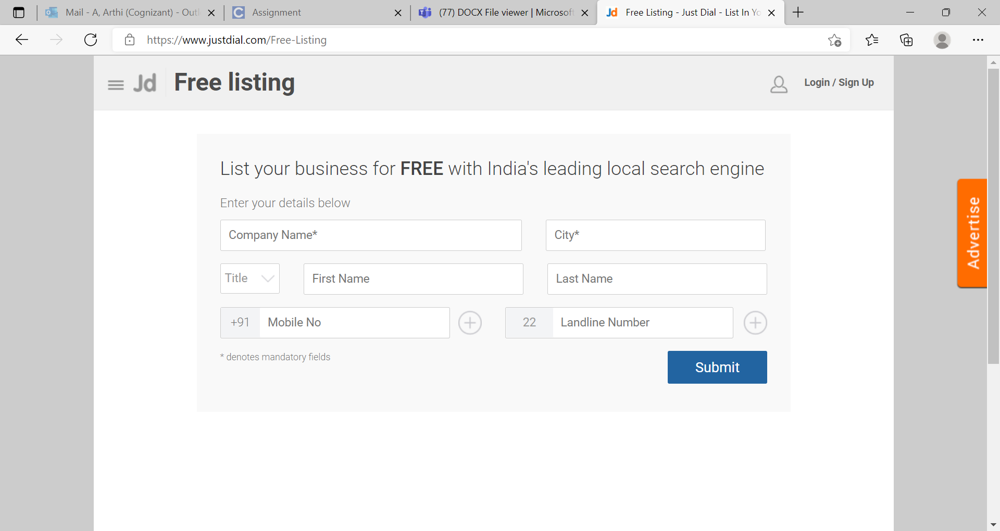 Mail - A, Arthi (Cognizant) - Outl
Assignment
(77) DOCX File viewer | Microsoft
Jd Free Listing - Just Dial - List In Yo
https://www.justdial.com/Free-Listing
Jd Free listing
Login / Sign Up
List your business for FREE with India's leading local search engine
Enter your details below
Company Name* City*
Title First Name Last Name
+91 Mobile No 22 Landline Number
* denotes mandatory fields
Submit
Advertise